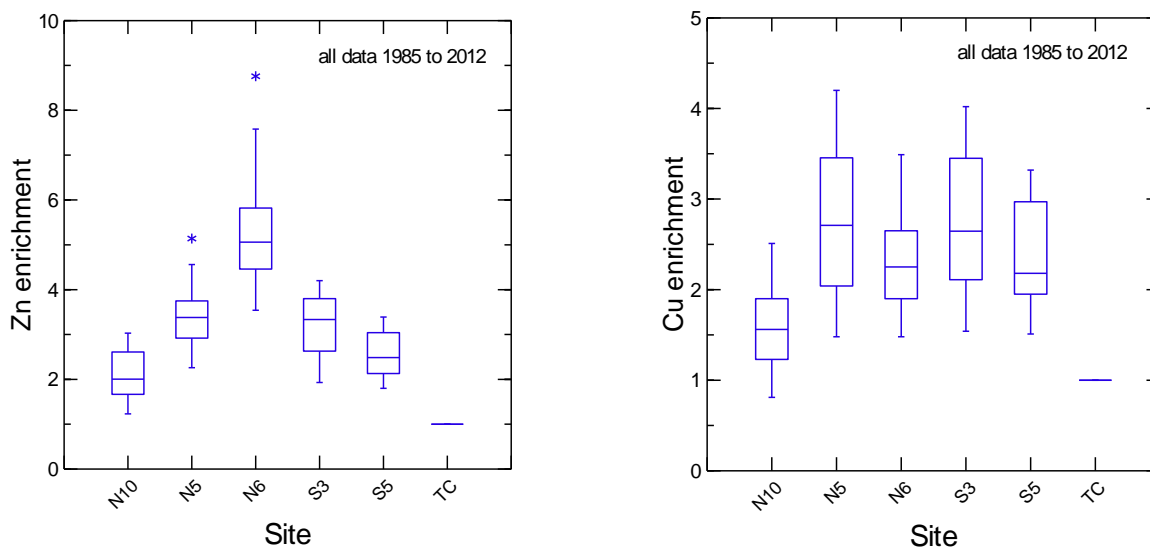 10
all data 1985 to 2012
8
6
4
2
0
Zn enrichment
N10 N5 N6 S3 S5 TC
Site
5
all data 1985 to 2012
4
3
2
1
0
Cu enrichment
N10 N5 N6 S3 S5 TC
Site